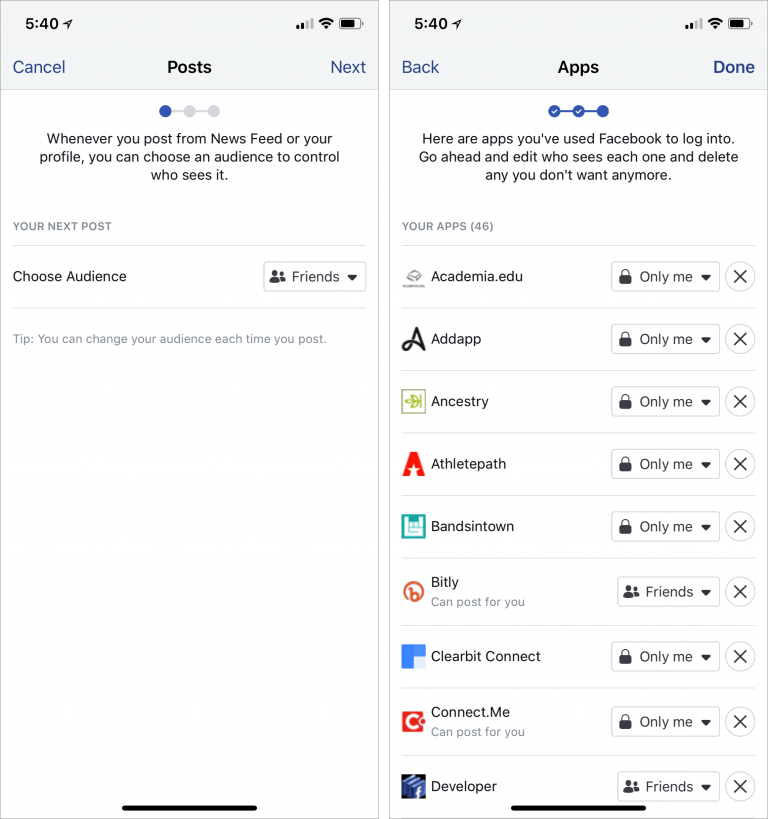 5:40
Cancel Posts Next
Whenever you post from News Feed or your
profile, you can choose an audience to control
who sees it.
YOUR NEXT POST
Choose Audience Friends
Tip: You can change your audience each time you post.
5:40
Back Apps Done
Here are apps you've used Facebook to log into.
Go ahead and edit who sees each one and delete
any you don't want anymore.
YOUR APPS (46)
Academia.edu Only me
Addapp Only me
Ancestry Only me
Athletepath Only me
Bandsintown Only me
Bitly Friends
Can post for you
Clearbit Connect Only me
Connect.Me Only me
Can post for you
Developer Friends